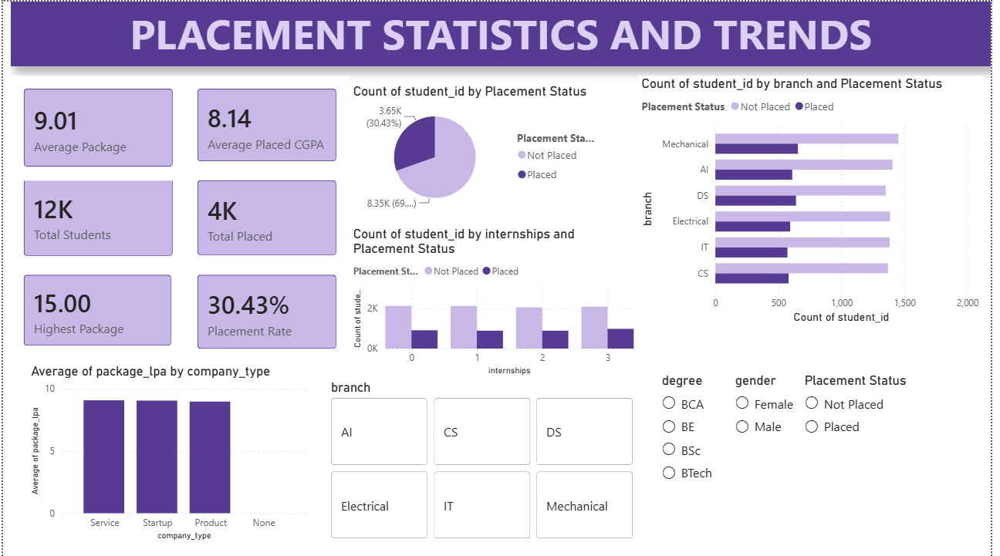 PLACEMENT STATISTICS AND TRENDS
9.01
Average Package
8.14
Average Placed CGPA
12K
Total Students
4K
Total Placed
15.00
Highest Package
30.43%
Placement Rate
Count of student_id by Placement Status
3.65K
(30.43%)
8.35K (69....)
Placement Sta...
Not Placed
Placed
Count of student_id by internships and
Placement Status
Placement St... Not Placed Placed
Count of stude...
2K
0K
0 1 2 3
internships
Count of student_id by branch and Placement Status
Placement Status Not Placed Placed
branch
Mechanical
AI
DS
Electrical
IT
CS
0 500 1,000 1,500 2,000
Count of student_id
Average of package_lpa by company_type
Average of package_lpa
10
5
0
Service Startup Product None
company_type
branch
AI CS DS
Electrical IT Mechanical
degree
BCA
BE
BSc
BTech
gender
Female
Male
Placement Status
Not Placed
Placed